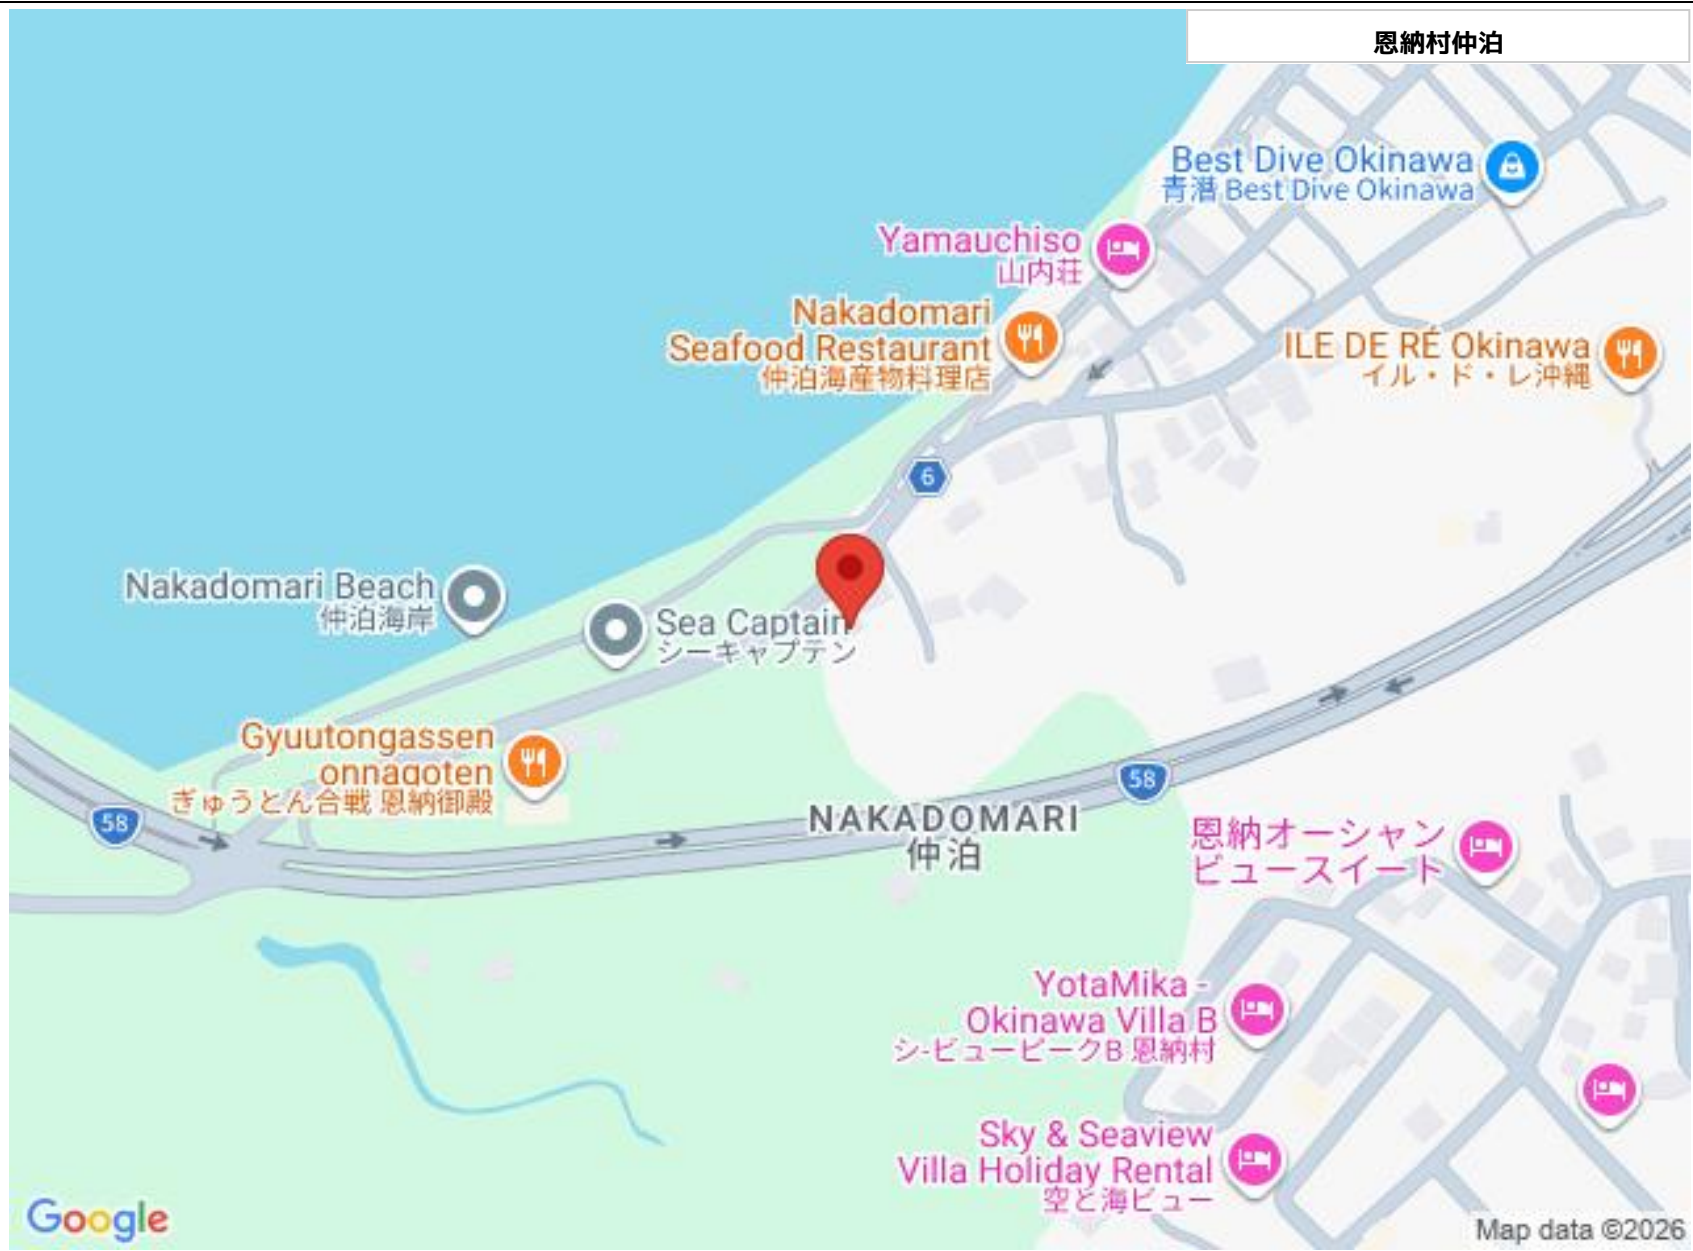 恩納村仲泊
Best Dive Okinawa
青潜 Best Dive Okinawa
Yamauchiso
山内荘
Nakadomari
Seafood Restaurant
仲泊海産物料理店
ILE DE RÉ Okinawa
イル・ド・レ沖縄
6
Nakadomari Beach
仲泊海岸
Sea Captain
シーキャプテン
Gyuutongassen
onnagoten
ぎゅうとん合戦 恩納御殿
58
58
NAKADOMARI
仲泊
恩納オーシャン
ビュースイート
YotaMika -
Okinawa Villa B
シ-ビューピークB 恩納村
Sky & Seaview
Villa Holiday Rental
空と海ビュー
Google
Map data ©2026